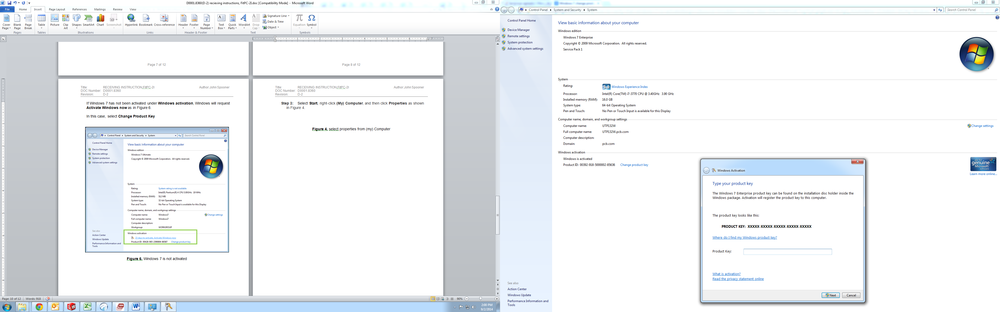 D0001.8360(D-2) recieving instructions, FitPC-2I.doc [Compatibility Mode] - Microsoft Word
File Home Insert Page Layout References Mailings Review View
Cover Page Blank Page Page Break
Pages
Table
Tables
Picture Clip Art Shapes SmartArt Chart Screenshot
Illustrations
Hyperlink Bookmark Cross-reference
Links
Header Footer Page Number
Header & Footer
Text Box Quick Parts WordArt Drop Cap
Signature Line
Date & Time
Object
Text
Equation Symbol
Symbols
Page 7 of 12
Page 8 of 12
Title: RECEIVING INSTRUCTION,FitPC-2I Author:John Spooner
DOC Number: D0001.8360
Revision: D-2
If Windows 7 has not been activated under Windows activation, Windows will request
Activate Windows now as in Figure 6.
In this case, select Change Product Key
Control Panel System and Security System Search Control Panel
Control Panel Home
Device Manager
Remote settings
System protection
Advanced system settings
See also
Action Center
Windows Update
Performance Information and
Tools
View basic information about your computer
Windows edition
Windows 7 Ultimate
Copyright © 2009 Microsoft Corporation. All rights reserved.
System
Rating: System rating is not available
Processor: Intel(R) Pentium(R) 4 CPU 3.00GHz 19 MHz
Installed memory (RAM): 512 MB
System type: 32-bit Operating System
Pen and Touch: No Pen or Touch Input is available for this Display
Computer name, domain, and workgroup settings
Computer name: Windows7 Change settings
Full computer name: Windows7
Computer description:
Workgroup: WORKGROUP
Windows activation
23 days to activate. Activate Windows now
Product ID: 00426-065-2390894-86587 Change product key
Figure 6. Windows 7 is not activated
Title: RECEIVING INSTRUCTION,FitPC-2I Author:John Spooner
DOC Number: D0001.8360
Revision: D-2
Step 3: Select Start, right-click (My) Computer, and then click Properties as shown
in Figure 4.
Figure 4. select properties from (my) Computer
Page: 10 of 12 Words: 918 90%
2:00 PM
9/2/2014
Control Panel System and Security System Search Control Panel
Control Panel Home
Device Manager
Remote settings
System protection
Advanced system settings
See also
Action Center
Windows Update
Performance Information and
Tools
View basic information about your computer
Windows edition
Windows 7 Enterprise
Copyright © 2009 Microsoft Corporation. All rights reserved.
Service Pack 1
System
Rating: 5.9 Windows Experience Index
Processor: Intel(R) Core(TM) i7-3770 CPU @ 3.40GHz 3.90 GHz
Installed memory (RAM): 16.0 GB
System type: 64-bit Operating System
Pen and Touch: No Pen or Touch Input is available for this Display
Computer name, domain, and workgroup settings
Computer name: UTP132W Change settings
Full computer name: UTP132W.pcb.com
Computer description:
Domain: pcb.com
Windows activation
Windows is activated
Product ID: 00392-918-5000002-85636 Change product key
ask for
genuine
Microsoft
software
Learn more online...
Windows Activation
Type your product key
The Windows 7 Enterprise product key can be found on the installation disc holder inside the
Windows package. Activation will register the product key to this computer.
The product key looks like this:
PRODUCT KEY: XXXXX-XXXXX-XXXXX-XXXXX-XXXXX
Where do I find my Windows product key?
Product Key:
What is activation?
Read the privacy statement online
Next Cancel